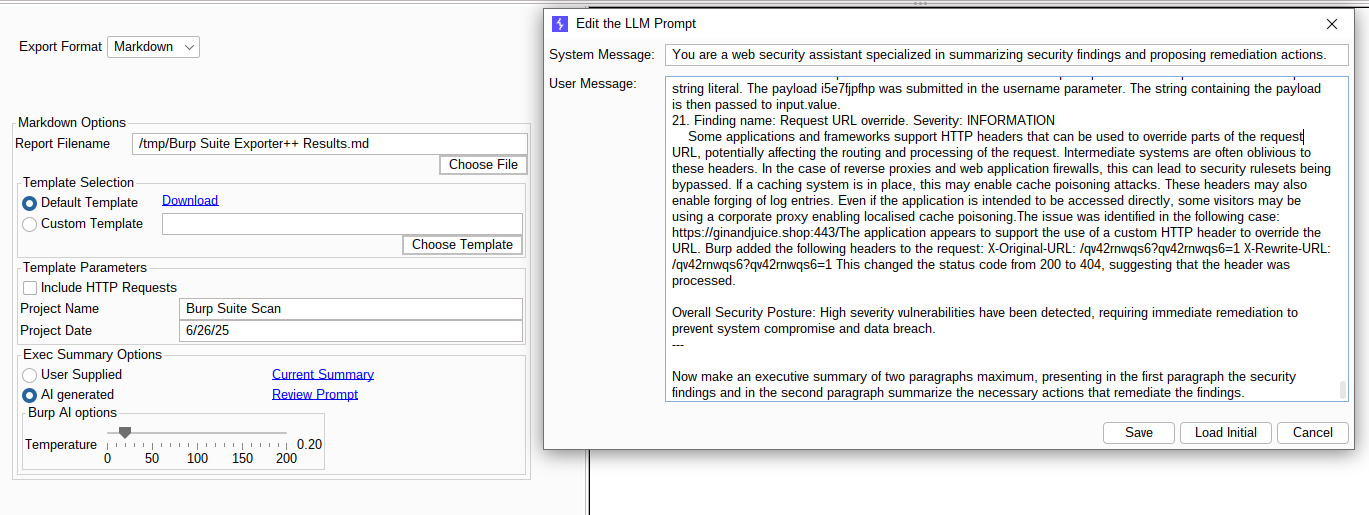 Export Format Markdown
Markdown Options
Report Filename /tmp/Burp Suite Exporter++ Results.md
Choose File
Template Selection
Default Template Download
Custom Template
Choose Template
Template Parameters
Include HTTP Requests
Project Name Burp Suite Scan
Project Date 6/26/25
Exec Summary Options
User Supplied Current Summary
AI generated Review Prompt
Burp AI options
Temperature 0.20
0 50 100 150 200
Edit the LLM Prompt
System Message: You are a web security assistant specialized in summarizing security findings and proposing remediation actions.
User Message:
string literal. The payload i5e7fjpfhp was submitted in the username parameter. The string containing the payload
is then passed to input.value.
21. Finding name: Request URL override. Severity: INFORMATION
Some applications and frameworks support HTTP headers that can be used to override parts of the request
URL, potentially affecting the routing and processing of the request. Intermediate systems are often oblivious to
these headers. In the case of reverse proxies and web application firewalls, this can lead to security rulesets being
bypassed. If a caching system is in place, this may enable cache poisoning attacks. These headers may also
enable forging of log entries. Even if the application is intended to be accessed directly, some visitors may be
using a corporate proxy enabling localised cache poisoning.The issue was identified in the following case:
https://ginandjuice.shop:443/The application appears to support the use of a custom HTTP header to override the
URL. Burp added the following headers to the request: X-Original-URL: /qw42rnwqs6?qw42rnwqs6=1 X-Rewrite-URL:
/qw42rnwqs6?qw42rnwqs6=1 This changed the status code from 200 to 404, suggesting that the header was
processed.
Overall Security Posture: High severity vulnerabilities have been detected, requiring immediate remediation to
prevent system compromise and data breach.
---
Now make an executive summary of two paragraphs maximum, presenting in the first paragraph the security
findings and in the second paragraph summarize the necessary actions that remediate the findings.
Save Load Initial Cancel